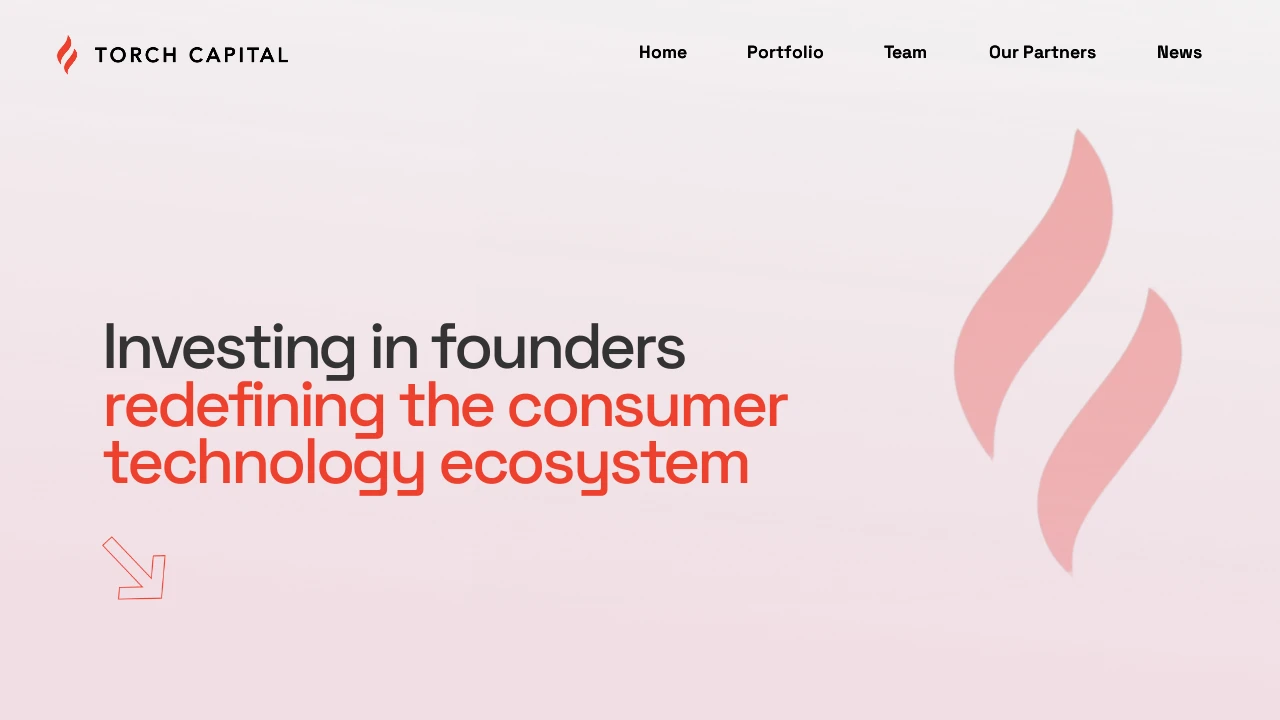 TORCH CAPITAL
Home Portfolio Team Our Partners News
Investing in founders
redefining the consumer
technology ecosystem